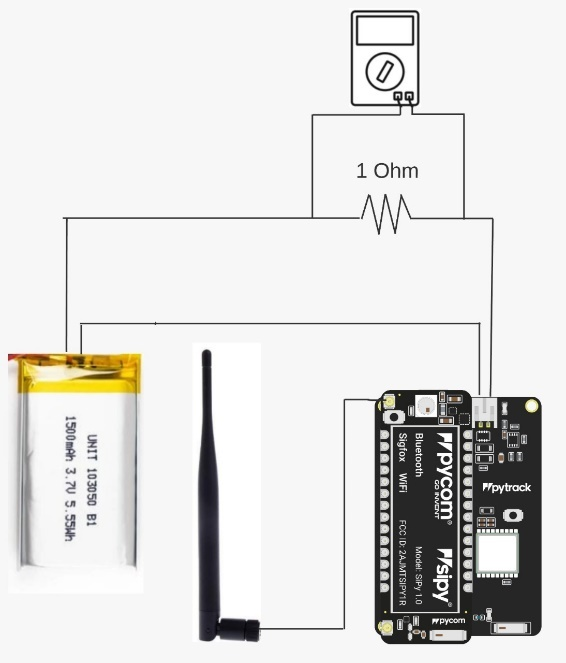 1 Ohm
UNIT 103050 B1
1500mAH 3.7V 5.55Wh
pycom®
GO INVENT
sipy®
Bluetooth
Model: SiPy 1.0
Sigfox WiFi
FCC ID: 2AJMTSIPY1R
pycom
pytrack